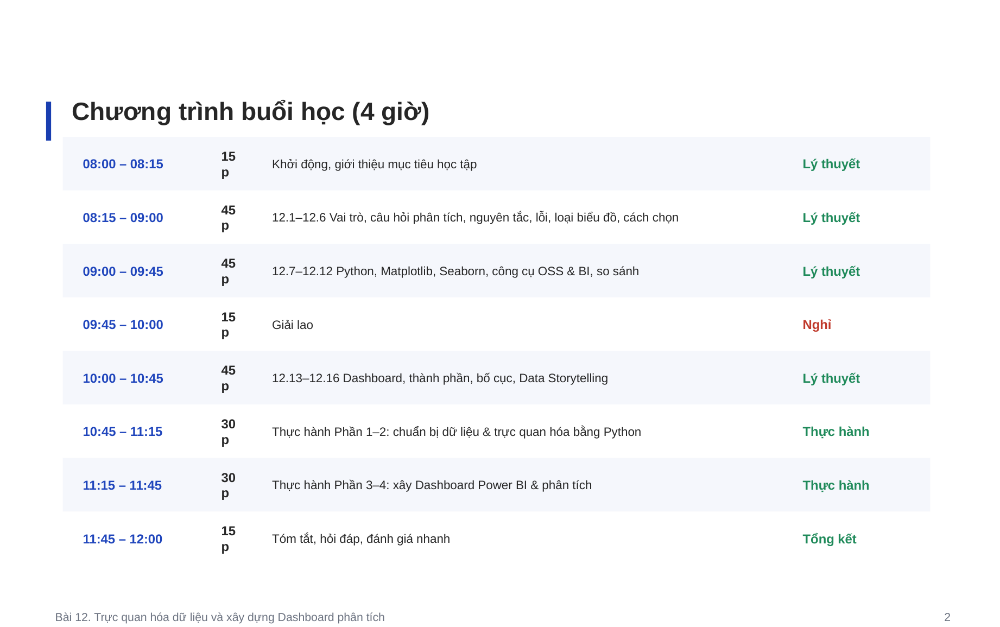 Chương trình buổi học (4 giờ)
08:00 – 08:15
15
p
Khởi động, giới thiệu mục tiêu học tập
Lý thuyết
08:15 – 09:00
45
p
12.1–12.6 Vai trò, câu hỏi phân tích, nguyên tắc, lỗi, loại biểu đồ, cách chọn
Lý thuyết
09:00 – 09:45
45
p
12.7–12.12 Python, Matplotlib, Seaborn, công cụ OSS & BI, so sánh
Lý thuyết
09:45 – 10:00
15
p
Giải lao
Nghỉ
10:00 – 10:45
45
p
12.13–12.16 Dashboard, thành phần, bố cục, Data Storytelling
Lý thuyết
10:45 – 11:15
30
p
Thực hành Phần 1–2: chuẩn bị dữ liệu & trực quan hóa bằng Python
Thực hành
11:15 – 11:45
30
p
Thực hành Phần 3–4: xây Dashboard Power BI & phân tích
Thực hành
11:45 – 12:00
15
p
Tóm tắt, hỏi đáp, đánh giá nhanh
Tổng kết
Bài 12. Trực quan hóa dữ liệu và xây dựng Dashboard phân tích
2